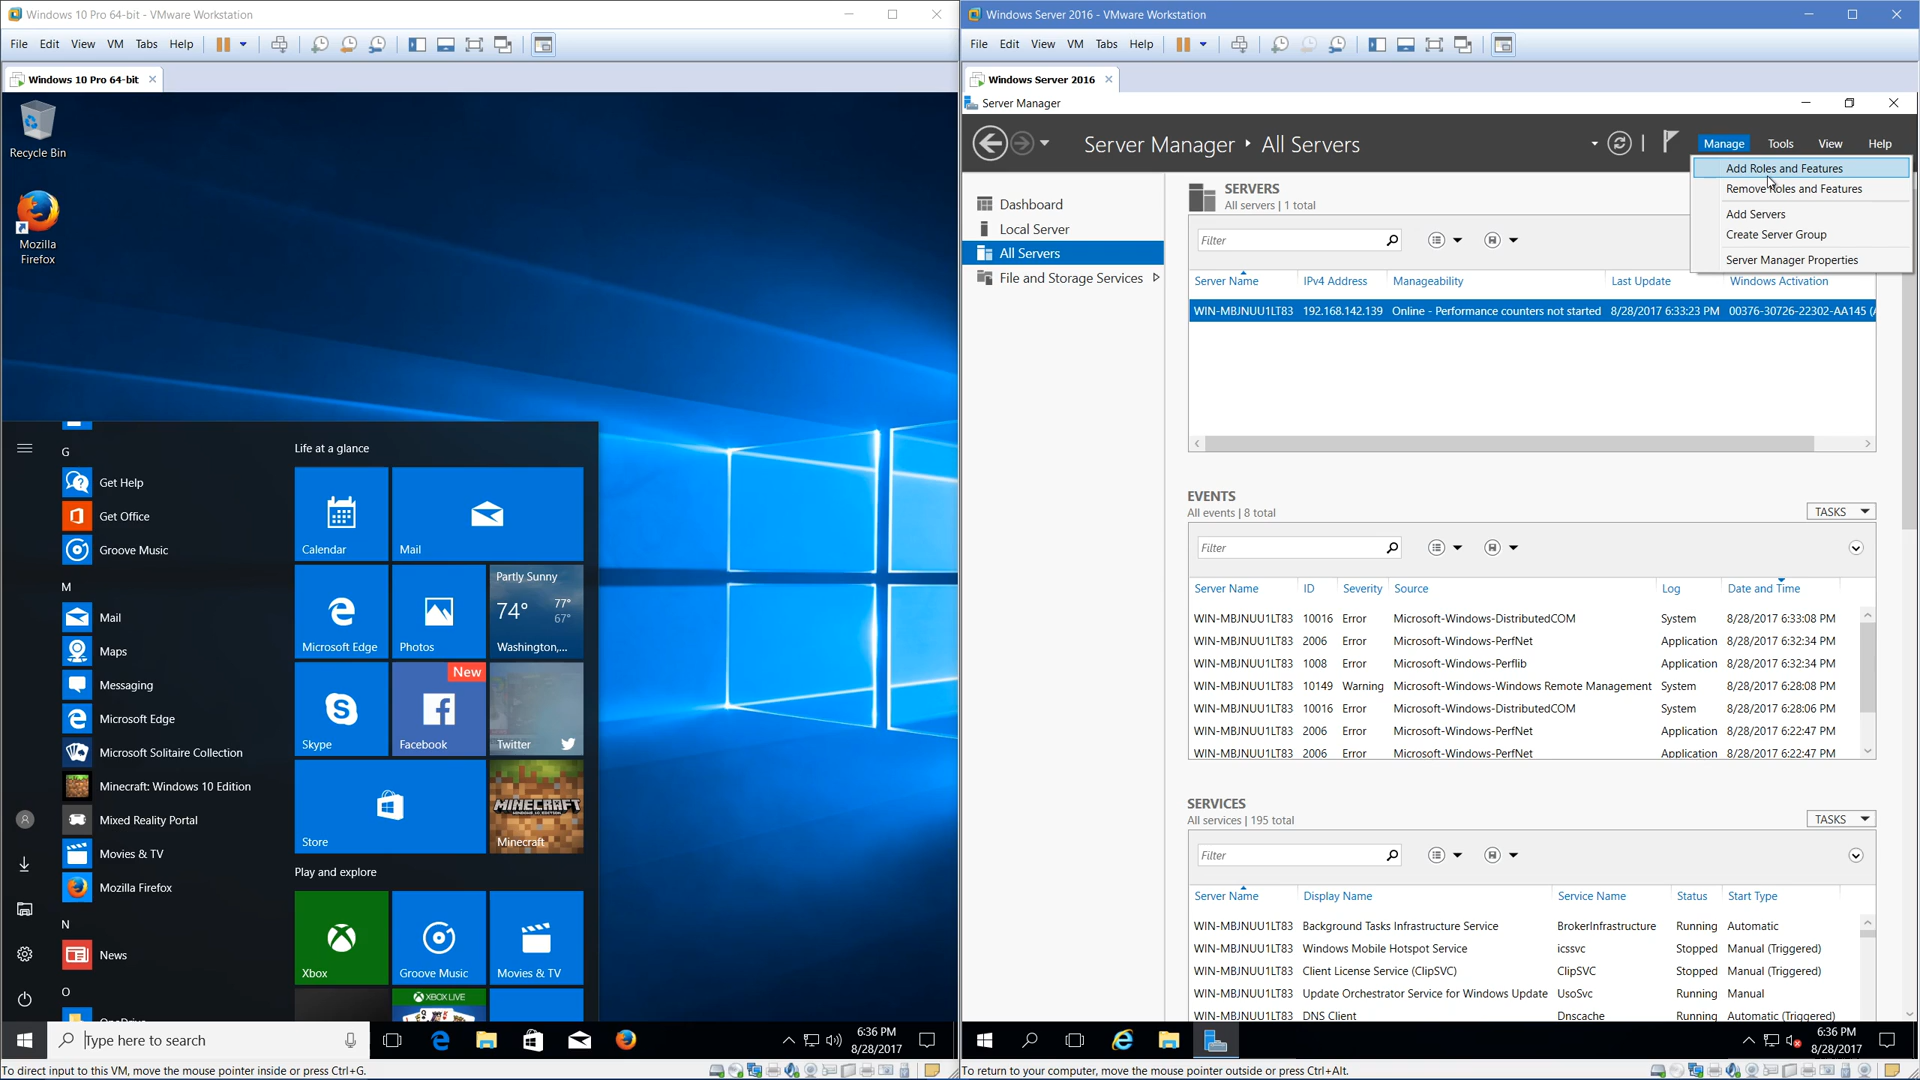 Windows 10 Pro 64-bit - VMware Workstation
File Edit View VM Tabs Help
Windows 10 Pro 64-bit
Recycle Bin
Mozilla
Firefox
G
Get Help
Get Office
Groove Music
M
Mail
Maps
Messaging
Microsoft Edge
Microsoft Solitaire Collection
Minecraft: Windows 10 Edition
Mixed Reality Portal
Movies & TV
Mozilla Firefox
N
News
O
Life at a glance
Calendar
Mail
Microsoft Edge
Photos
Partly Sunny
74° 77°
67°
Washington,...
Skype
New
Facebook
Twitter
Store
MINECRAFT
Minecraft
Play and explore
Xbox
Groove Music
Movies & TV
XBOX LIVE
Type here to search
6:36 PM
8/28/2017
To direct input to this VM, move the mouse pointer inside or press Ctrl+G.
Windows Server 2016 - VMware Workstation
File Edit View VM Tabs Help
Windows Server 2016
Server Manager
Server Manager ‣ All Servers
Manage Tools View Help
Add Roles and Features
Remove Roles and Features
Add Servers
Create Server Group
Server Manager Properties
Dashboard
Local Server
All Servers
File and Storage Services
SERVERS
All servers | 1 total
Filter
Server Name IPv4 Address Manageability Last Update Windows Activation
WIN-MBJNUU1LT83 192.168.142.139 Online - Performance counters not started 8/28/2017 6:33:23 PM 00376-30726-22302-AA145 (
EVENTS
All events | 8 total
TASKS
Filter
Server Name ID Severity Source Log Date and Time
WIN-MBJNUU1LT83 10016 Error Microsoft-Windows-DistributedCOM System 8/28/2017 6:33:08 PM
WIN-MBJNUU1LT83 2006 Error Microsoft-Windows-PerfNet Application 8/28/2017 6:32:34 PM
WIN-MBJNUU1LT83 1008 Error Microsoft-Windows-Perflib Application 8/28/2017 6:32:34 PM
WIN-MBJNUU1LT83 10149 Warning Microsoft-Windows-Windows Remote Management System 8/28/2017 6:28:08 PM
WIN-MBJNUU1LT83 10016 Error Microsoft-Windows-DistributedCOM System 8/28/2017 6:28:06 PM
WIN-MBJNUU1LT83 2006 Error Microsoft-Windows-PerfNet Application 8/28/2017 6:22:47 PM
WIN-MBJNUU1LT83 2006 Error Microsoft-Windows-PerfNet Application 8/28/2017 6:22:47 PM
SERVICES
All services | 195 total
TASKS
Filter
Server Name Display Name Service Name Status Start Type
WIN-MBJNUU1LT83 Background Tasks Infrastructure Service BrokerInfrastructure Running Automatic
WIN-MBJNUU1LT83 Windows Mobile Hotspot Service icssvc Stopped Manual (Triggered)
WIN-MBJNUU1LT83 Client License Service (ClipSVC) ClipSVC Stopped Manual (Triggered)
WIN-MBJNUU1LT83 Update Orchestrator Service for Windows Update UsoSvc Running Manual
WIN-MBJNUU1LT83 DNS Client Dnscache Running Automatic (Triggered)
6:36 PM
8/28/2017
To return to your computer, move the mouse pointer outside or press Ctrl+Alt.